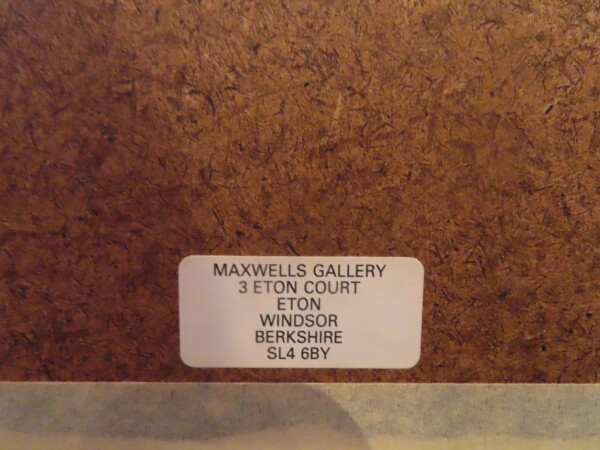 MAXWELLS GALLERY
3 ETON COURT
ETON
WINDSOR
BERKSHIRE
SL4 6BY